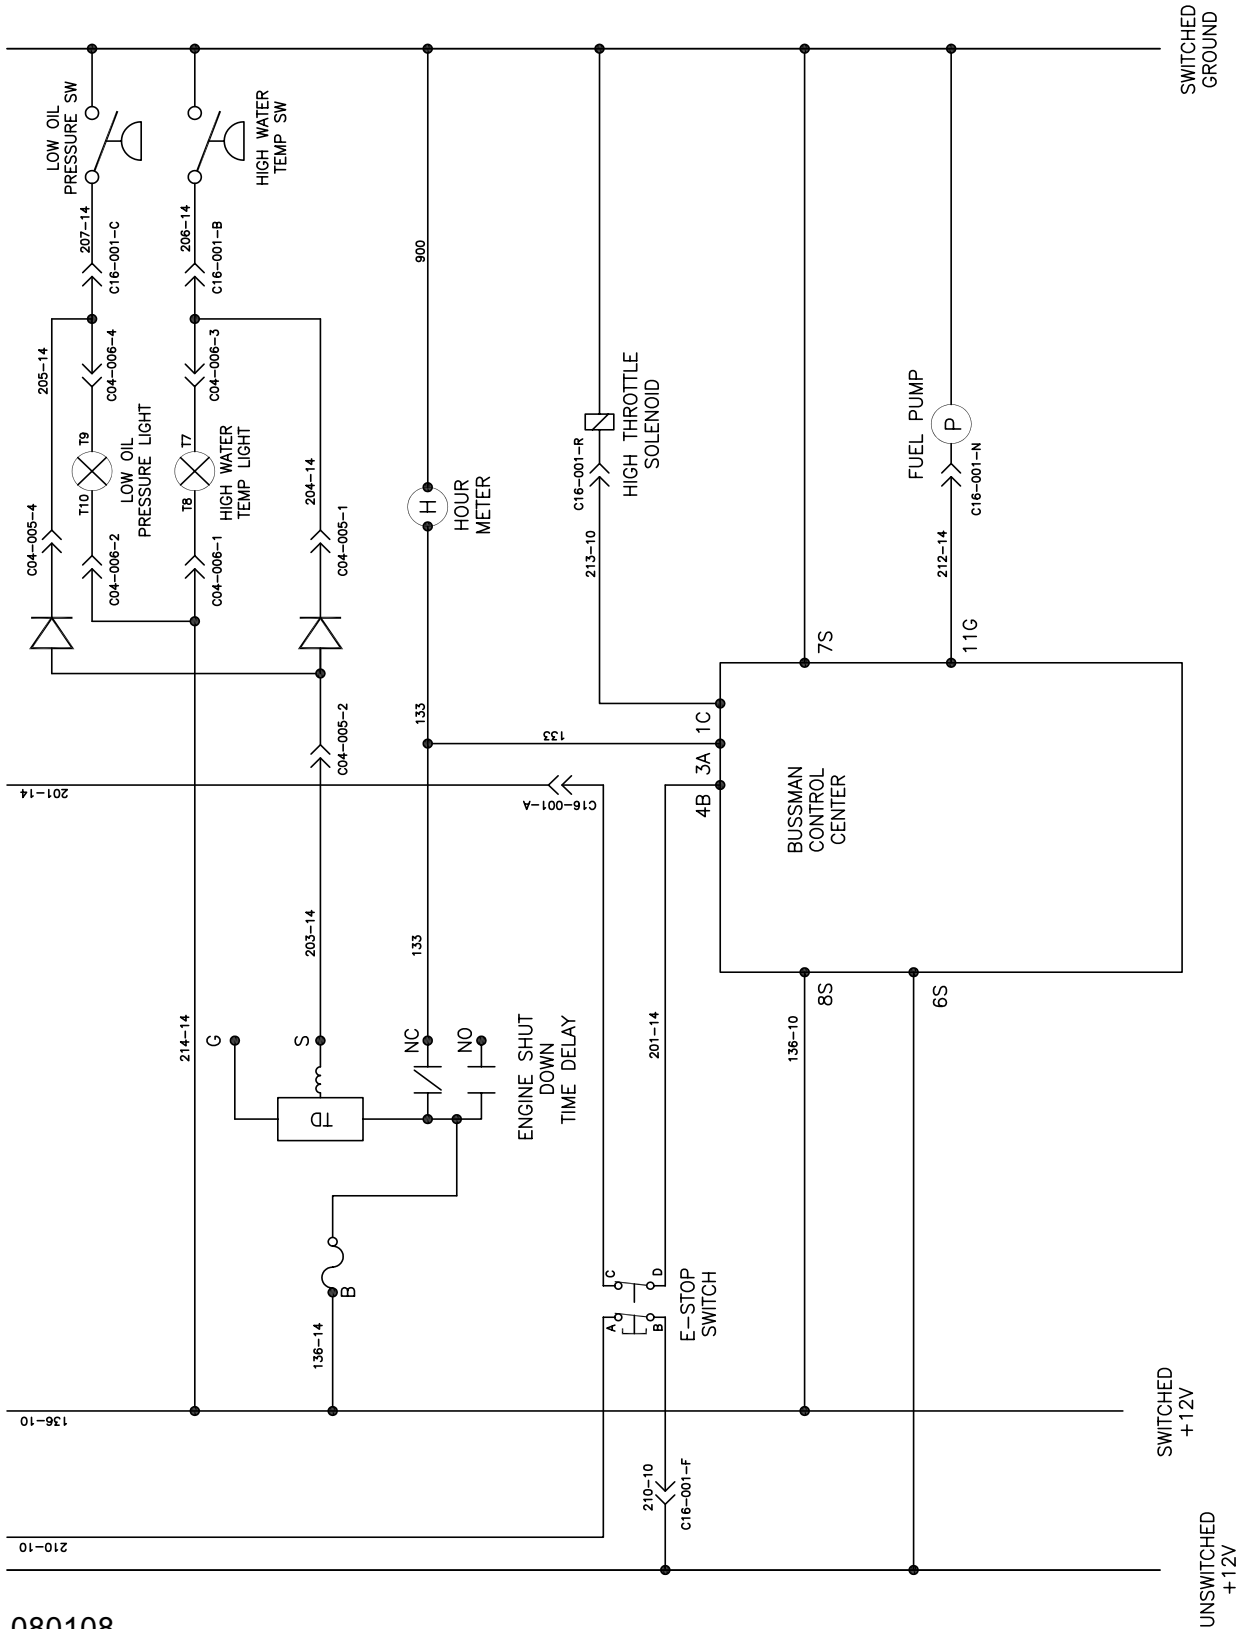 SWITCHED
GROUND
LOW OIL
PRESSURE SW
HIGH WATER
TEMP SW
207-14
C16-001-C
206-14
C16-001-B
900
205-14
C04-006-4
C04-006-3
T9
T10
LOW OIL
PRESSURE LIGHT
T7
T8
HIGH WATER
TEMP LIGHT
204-14
C04-005-4
C04-006-2
C04-006-1
C04-005-1
H
HOUR
METER
C16-001-R
HIGH THROTTLE
SOLENOID
213-10
FUEL PUMP
P
C16-001-N
212-14
7S
11G
201-14
C04-005-2
133
133
C16-001-A
1C
3A
4B
BUSSMAN
CONTROL
CENTER
203-14
133
214-14
G
S
NC
NO
TD
ENGINE SHUT
DOWN
TIME DELAY
201-14
8S
6S
136-10
B
136-14
C
D
A
B
E-STOP
SWITCH
136-10
SWITCHED
+12V
210-10
C16-001-F
210-10
UNSWITCHED
+12V
080108